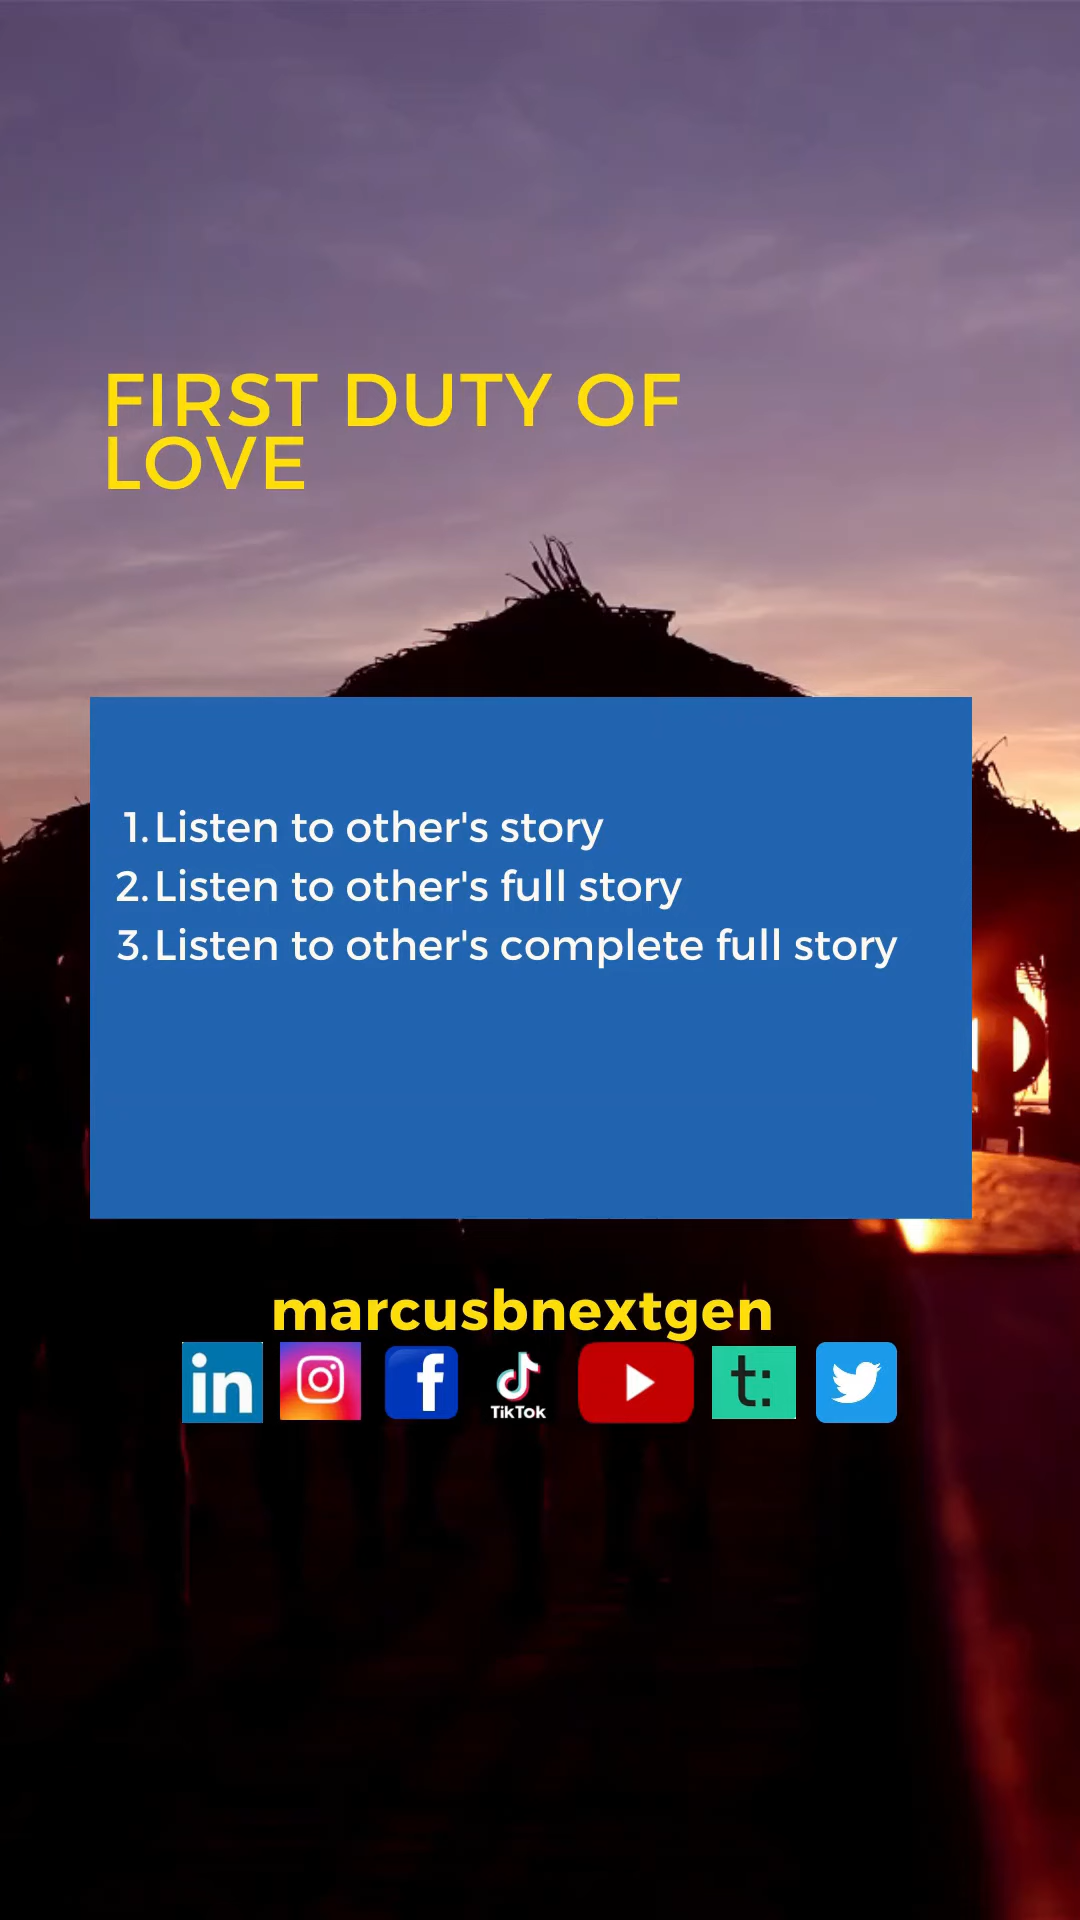 FIRST DUTY OF
LOVE
1. Listen to other's story
2. Listen to other's full story
3. Listen to other's complete full story
marcusbnextgen
in
f
TikTok
t: